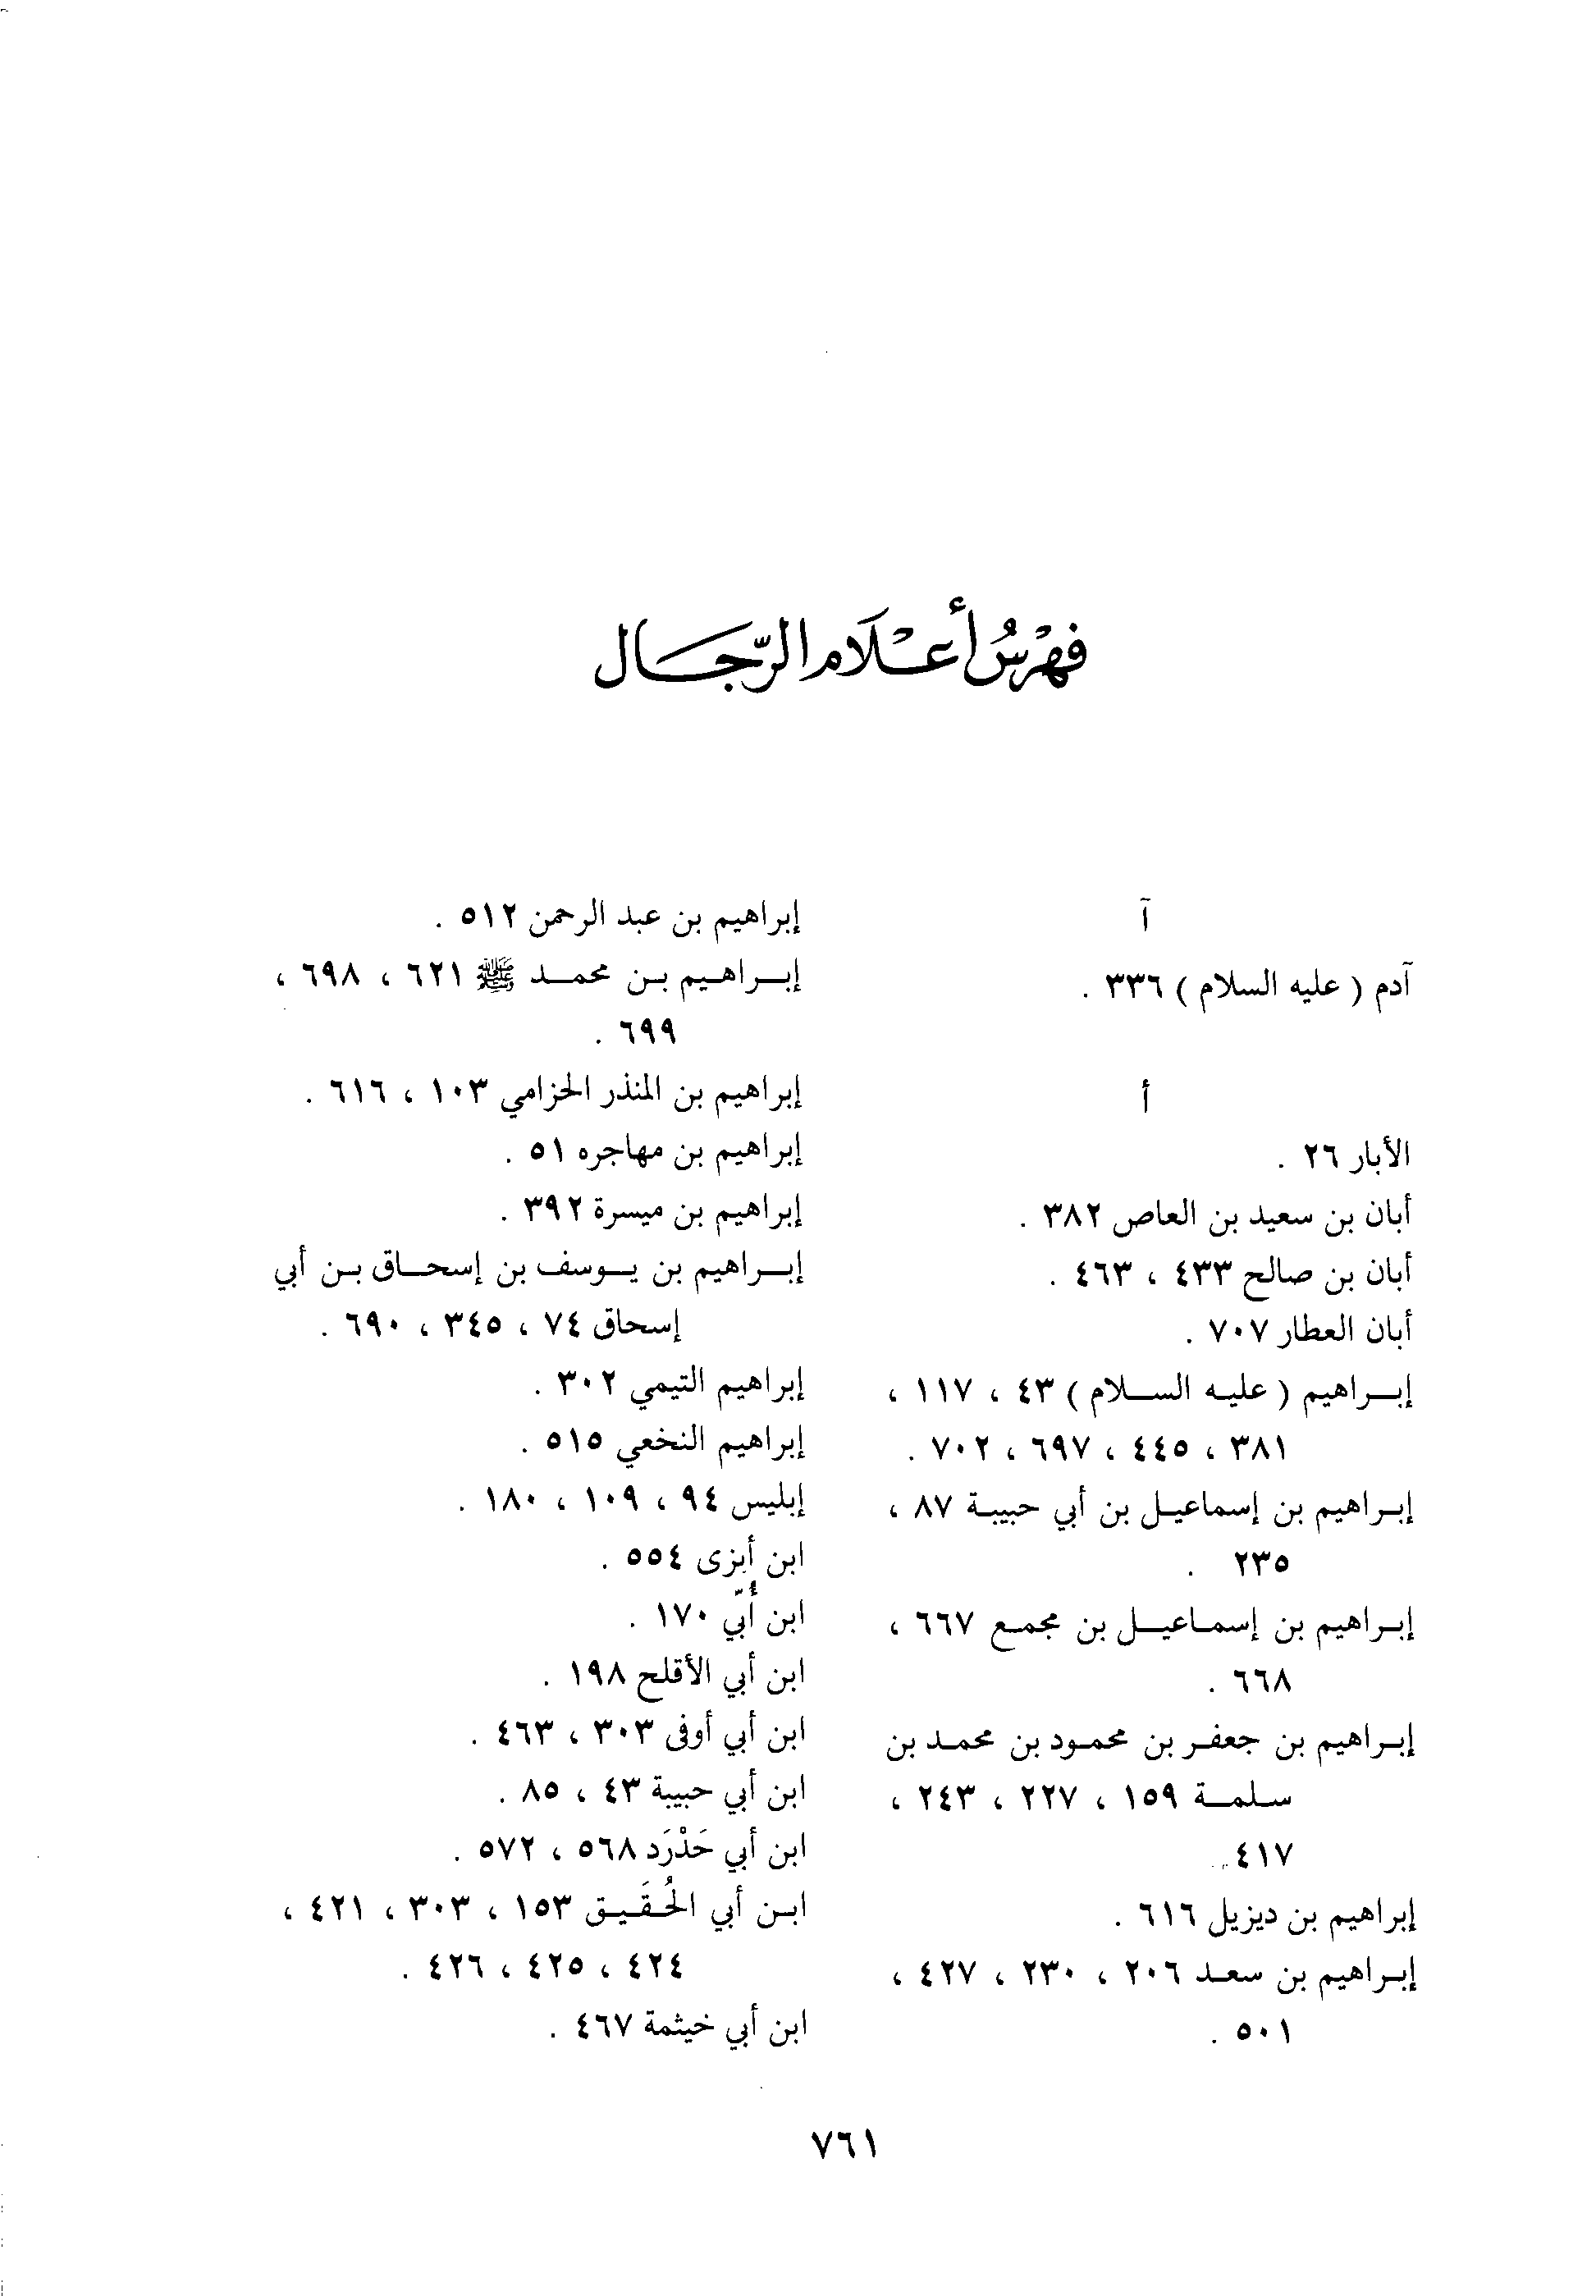 فهْرسُ أعْلَام الرّجَال
آ
آدم ( عليه السلام ) ٣٣٦ .
أ
الأبار ٢٦ .
أبان بن سعيد بن العاص ٣٨٢ .
أبان بن صالح ٤٣٣ ، ٤٦٣ .
أبان العطار ٧٠٧ .
إبراهيم ( عليه السلام ) ٤٣ ، ١١٧ ،
٣٨١ ، ٤٤٥ ، ٦٩٧ ، ٧٠٢ .
إبراهيم بن إسماعيل بن أبي حبيبة ٨٧ ،
٢٣٥ .
إبراهيم بن إسماعيل بن مجمع ٦٦٧ ،
٦٦٨ .
إبراهيم بن جعفر بن محمود بن محمد بن
سلمة ١٥٩ ، ٢٢٧ ، ٢٤٣ ،
٤١٧ .
إبراهيم بن ديزيل ٦١٦ .
إبراهيم بن سعد ٢٠٦ ، ٢٣٠ ، ٤٢٧ ،
٥٠١ .
إبراهيم بن عبد الرحمن ٥١٢ .
إبراهيم بن محمد ﷺ ٦٢١ ، ٦٩٨ ،
٦٩٩ .
إبراهيم بن المنذر الحزامي ١٠٣ ، ٦١٦ .
إبراهيم بن مهاجره ٥١ .
إبراهيم بن ميسرة ٣٩٢ .
إبراهيم بن يوسف بن إسحاق بن أبي
إسحاق ٧٤ ، ٣٤٥ ، ٦٩٠ .
إبراهيم التيمي ٣٠٢ .
إبراهيم النخعي ٥١٥ .
إبليس ٩٤ ، ١٠٩ ، ١٨٠ .
ابن أبزى ٥٥٤ .
ابن أُبّي ١٧٠ .
ابن أبي الأقلح ١٩٨ .
ابن أبي أوفى ٣٠٣ ، ٤٦٣ .
ابن أبي حبيبة ٤٣ ، ٨٥ .
ابن أبي حَذْرَد ٥٦٨ ، ٥٧٢ .
ابن أبي الحُقَيق ١٥٣ ، ٣٠٣ ، ٤٢١ ،
٤٢٤ ، ٤٢٥ ، ٤٢٦ .
ابن أبي خيثمة ٤٦٧ .
٧٦١